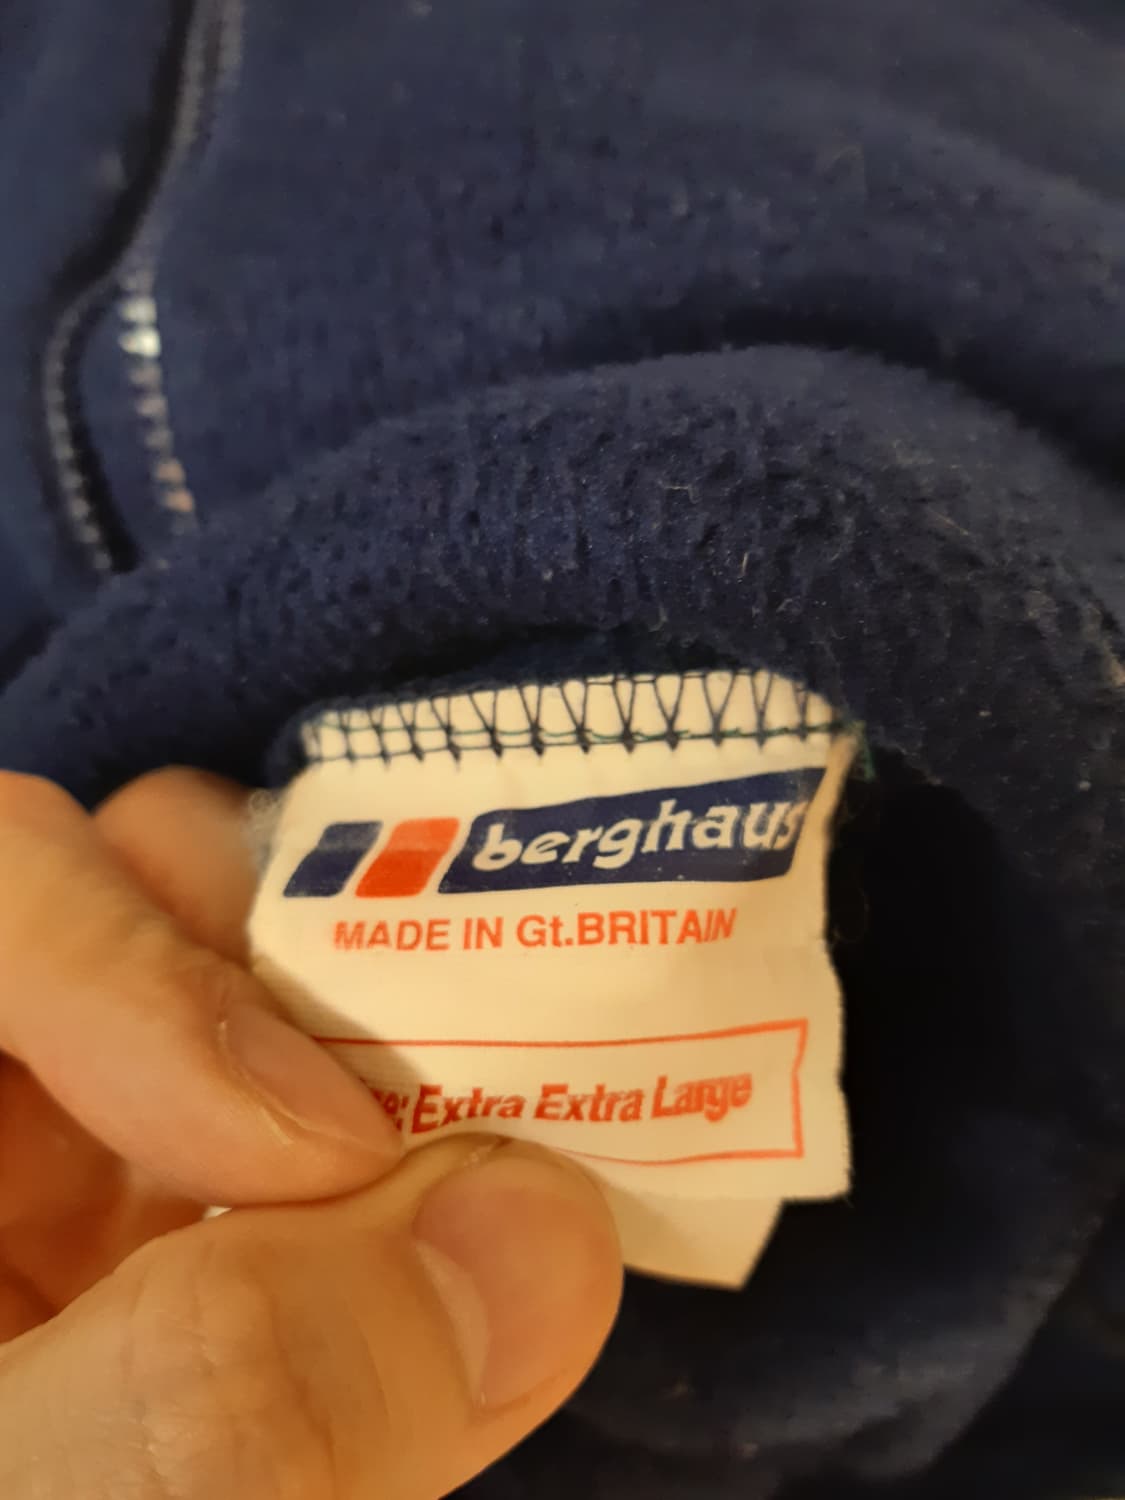 berghaus
MADE IN Gt.BRITAIN
Extra Extra Large